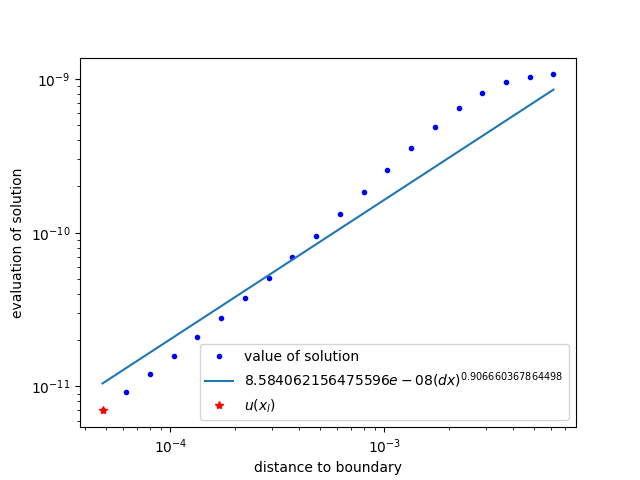 evaluation of solution
10⁻⁹
10⁻¹⁰
10⁻¹¹
value of solution
8.584062156475596e − 08(dx)^0.906660367864498
u(x_l)
10⁻⁴
10⁻³
distance to boundary